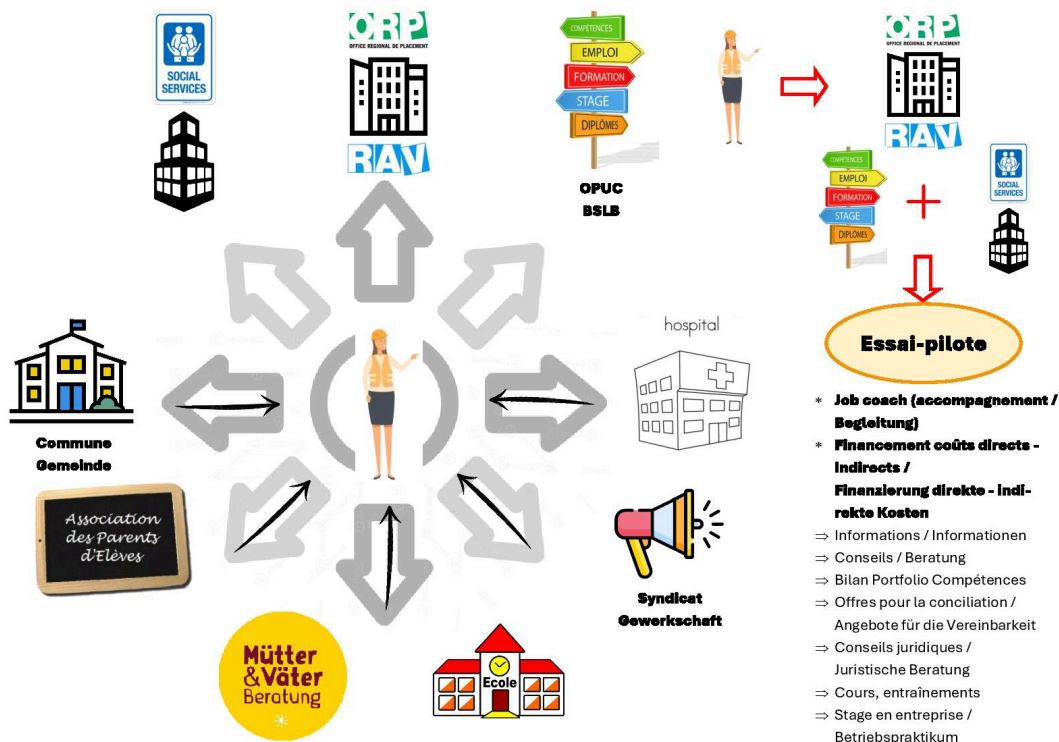 SOCIAL
SERVICES
ORP
OFFICE REGIONAL DE PLACEMENT
RAV
COMPÉTENCES
EMPLOI
FORMATION
STAGE
DIPLÔMES
OPUC
BSLB
ORP
OFFICE REGIONAL DE PLACEMENT
RAV
COMPÉTENCES
EMPLOI
FORMATION
STAGE
DIPLÔMES
+
SOCIAL
SERVICES
Essai-pilote
hospital
Commune
Gemeinde
Association
des Parents
d'Elèves
Mütter
&Väter
Beratung
Ecole
Syndicat
Gewerkschaft
* Job coach (accompagnement /
Begleitung)
* Financement coûts directs -
indirects /
Finanzierung direkte - indi-
rekte Kosten
⇒ Informations / Informationen
⇒ Conseils / Beratung
⇒ Bilan Portfolio Compétences
⇒ Offres pour la conciliation /
Angebote für die Vereinbarkeit
⇒ Conseils juridiques /
Juristische Beratung
⇒ Cours, entraînements
⇒ Stage en entreprise /
Betriebspraktikum